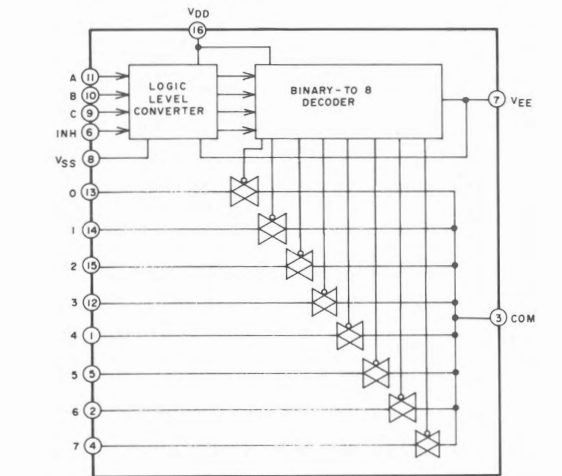 VDD
16
A 11
B 10
C 9
INH 6
VSS 8
LOGIC
LEVEL
CONVERTER
BINARY-TO 8
DECODER
7 VEE
0 13
1 14
2 15
3 12
3 COM
4 1
5 5
6 2
7 4